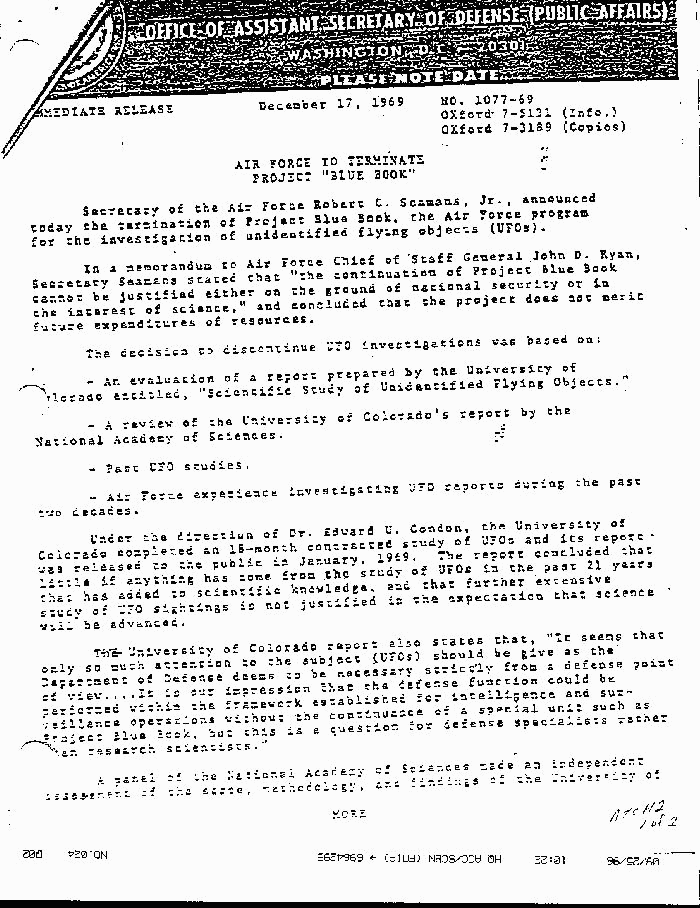 OFFICE OF ASSISTANT SECRETARY OF DEFENSE (PUBLIC AFFAIRS)
WASHINGTON, D.C. - 20301
PLEASE NOTE DATE
MEDIATE RELEASE
December 17, 1969
NO. 1077-69
OXford 7-5131 (Info.)
OXford 7-3189 (Copies)
AIR FORCE TO TERMINATE
PROJECT "BLUE BOOK"
Secretary of the Air Force Robert C. Seamans, Jr., announced
today the termination of Project Blue Book, the Air Force program
for the investigation of unidentified flying objects (UFOs).
In a memorandum to Air Force Chief of Staff General John D. Ryan,
Secretary Seamans stated that "the continuation of Project Blue Book
cannot be justified either on the ground of national security or in
the interest of science," and concluded that the project does not merit
future expenditures of resources.
The decision to discontinue UFO investigations was based on:
- An evaluation of a report prepared by the University of
lorado entitled, "Scientific Study of Unidentified Flying Objects."
- A review of the University of Colorado's report by the
National Academy of Sciences.
- Past UFO studies.
- Air Force experience investigating UFO reports during the past
two decades.
Under the direction of Dr. Edward U. Condon, the University of
Colorado completed an 18-month contracted study of UFOs and its report
was released to the public in January, 1969. The report concluded that
little if anything has come from the study of UFOs in the past 21 years
that has added to scientific knowledge, and that further extensive
study of UFO sightings is not justified in the expectation that science
will be advanced.
The University of Colorado report also states that, "It seems that
only so much attention to the subject (UFOs) should be give as the
Department of Defense deems to be necessary strictly from a defense point
of view....It is our impression that the defense function could be
performed within the framework established for intelligence and sur-
veillance operations without the continuance of a special unit such as
Project Blue Book, but this is a question for defense specialists rather
an research scientists."
A panel of the National Academy of Sciences made an independent
assessment of the scope, methodology, and findings of the University of
MORE
Atch 2
1 of 2
09/25/96 10:22 HQ ACC/SCXN (FTLE) → 6964295 NO.024 002